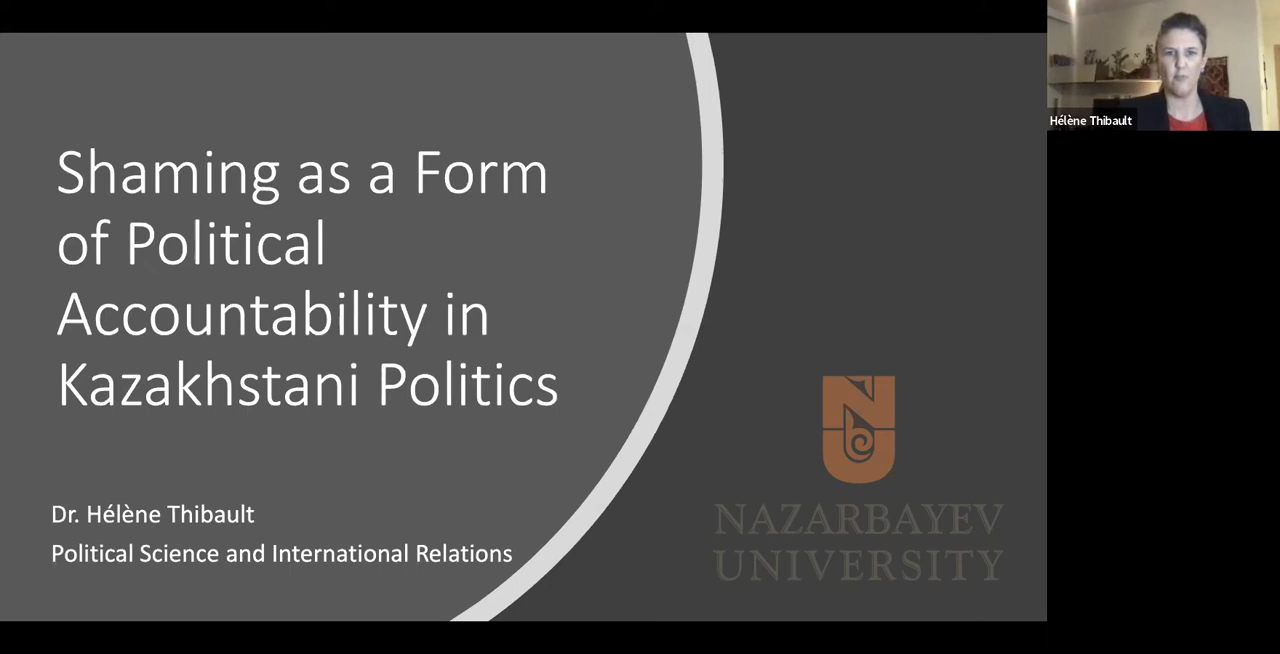 Shaming as a Form
of Political
Accountability in
Kazakhstani Politics
Dr. Hélène Thibault
Political Science and International Relations
NAZARBAYEV
UNIVERSITY
Hélène Thibault